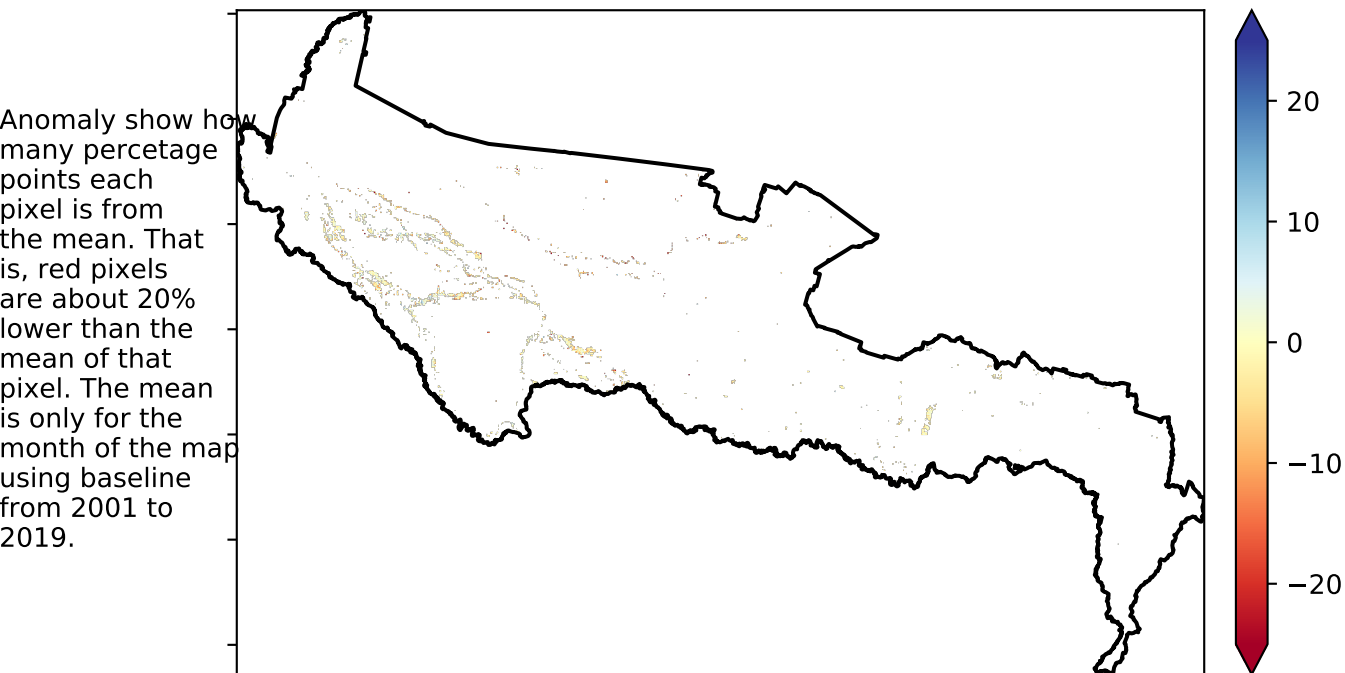 Anomaly show how
many percetage
points each
pixel is from
the mean. That
is, red pixels
are about 20%
lower than the
mean of that
pixel. The mean
is only for the
month of the map
using baseline
from 2001 to
2019.
20
10
0
−10
−20